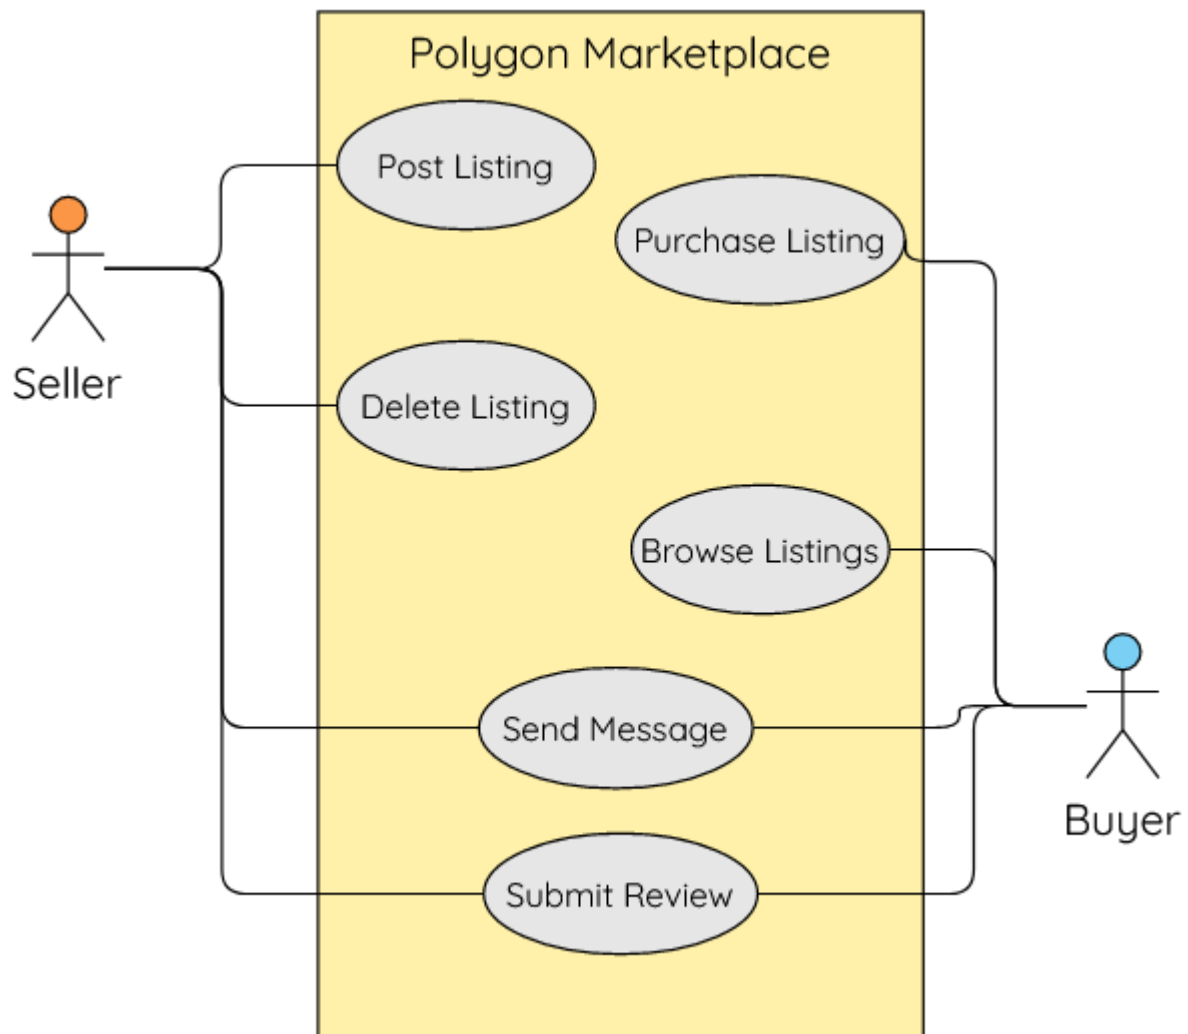 Polygon Marketplace
Post Listing
Purchase Listing
Seller
Delete Listing
Browse Listings
Send Message
Buyer
Submit Review